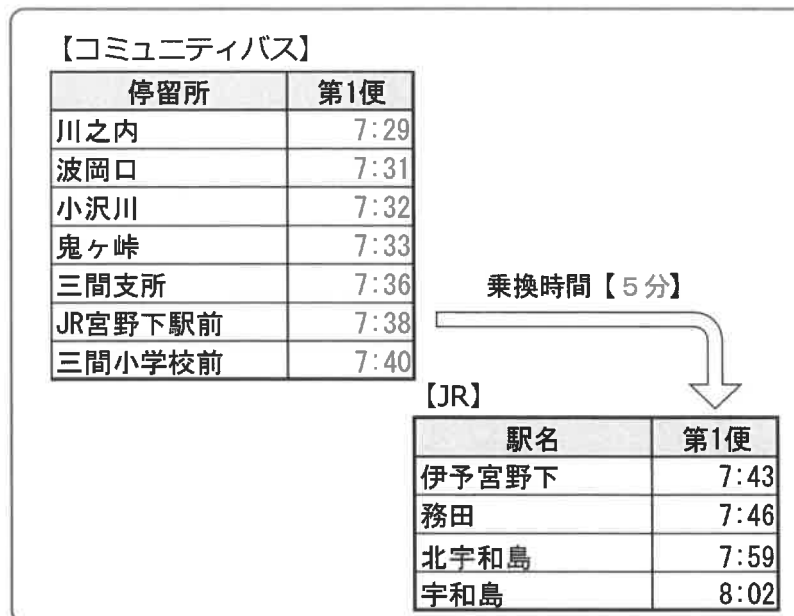 【コミュニティバス】
停留所 第1便
川之内 7:29
波岡口 7:31
小沢川 7:32
鬼ヶ峠 7:33
三間支所 7:36
JR宮野下駅前 7:38
三間小学校前 7:40
乗換時間【5分】
【JR】
駅名 第1便
伊予宮野下 7:43
務田 7:46
北宇和島 7:59
宇和島 8:02